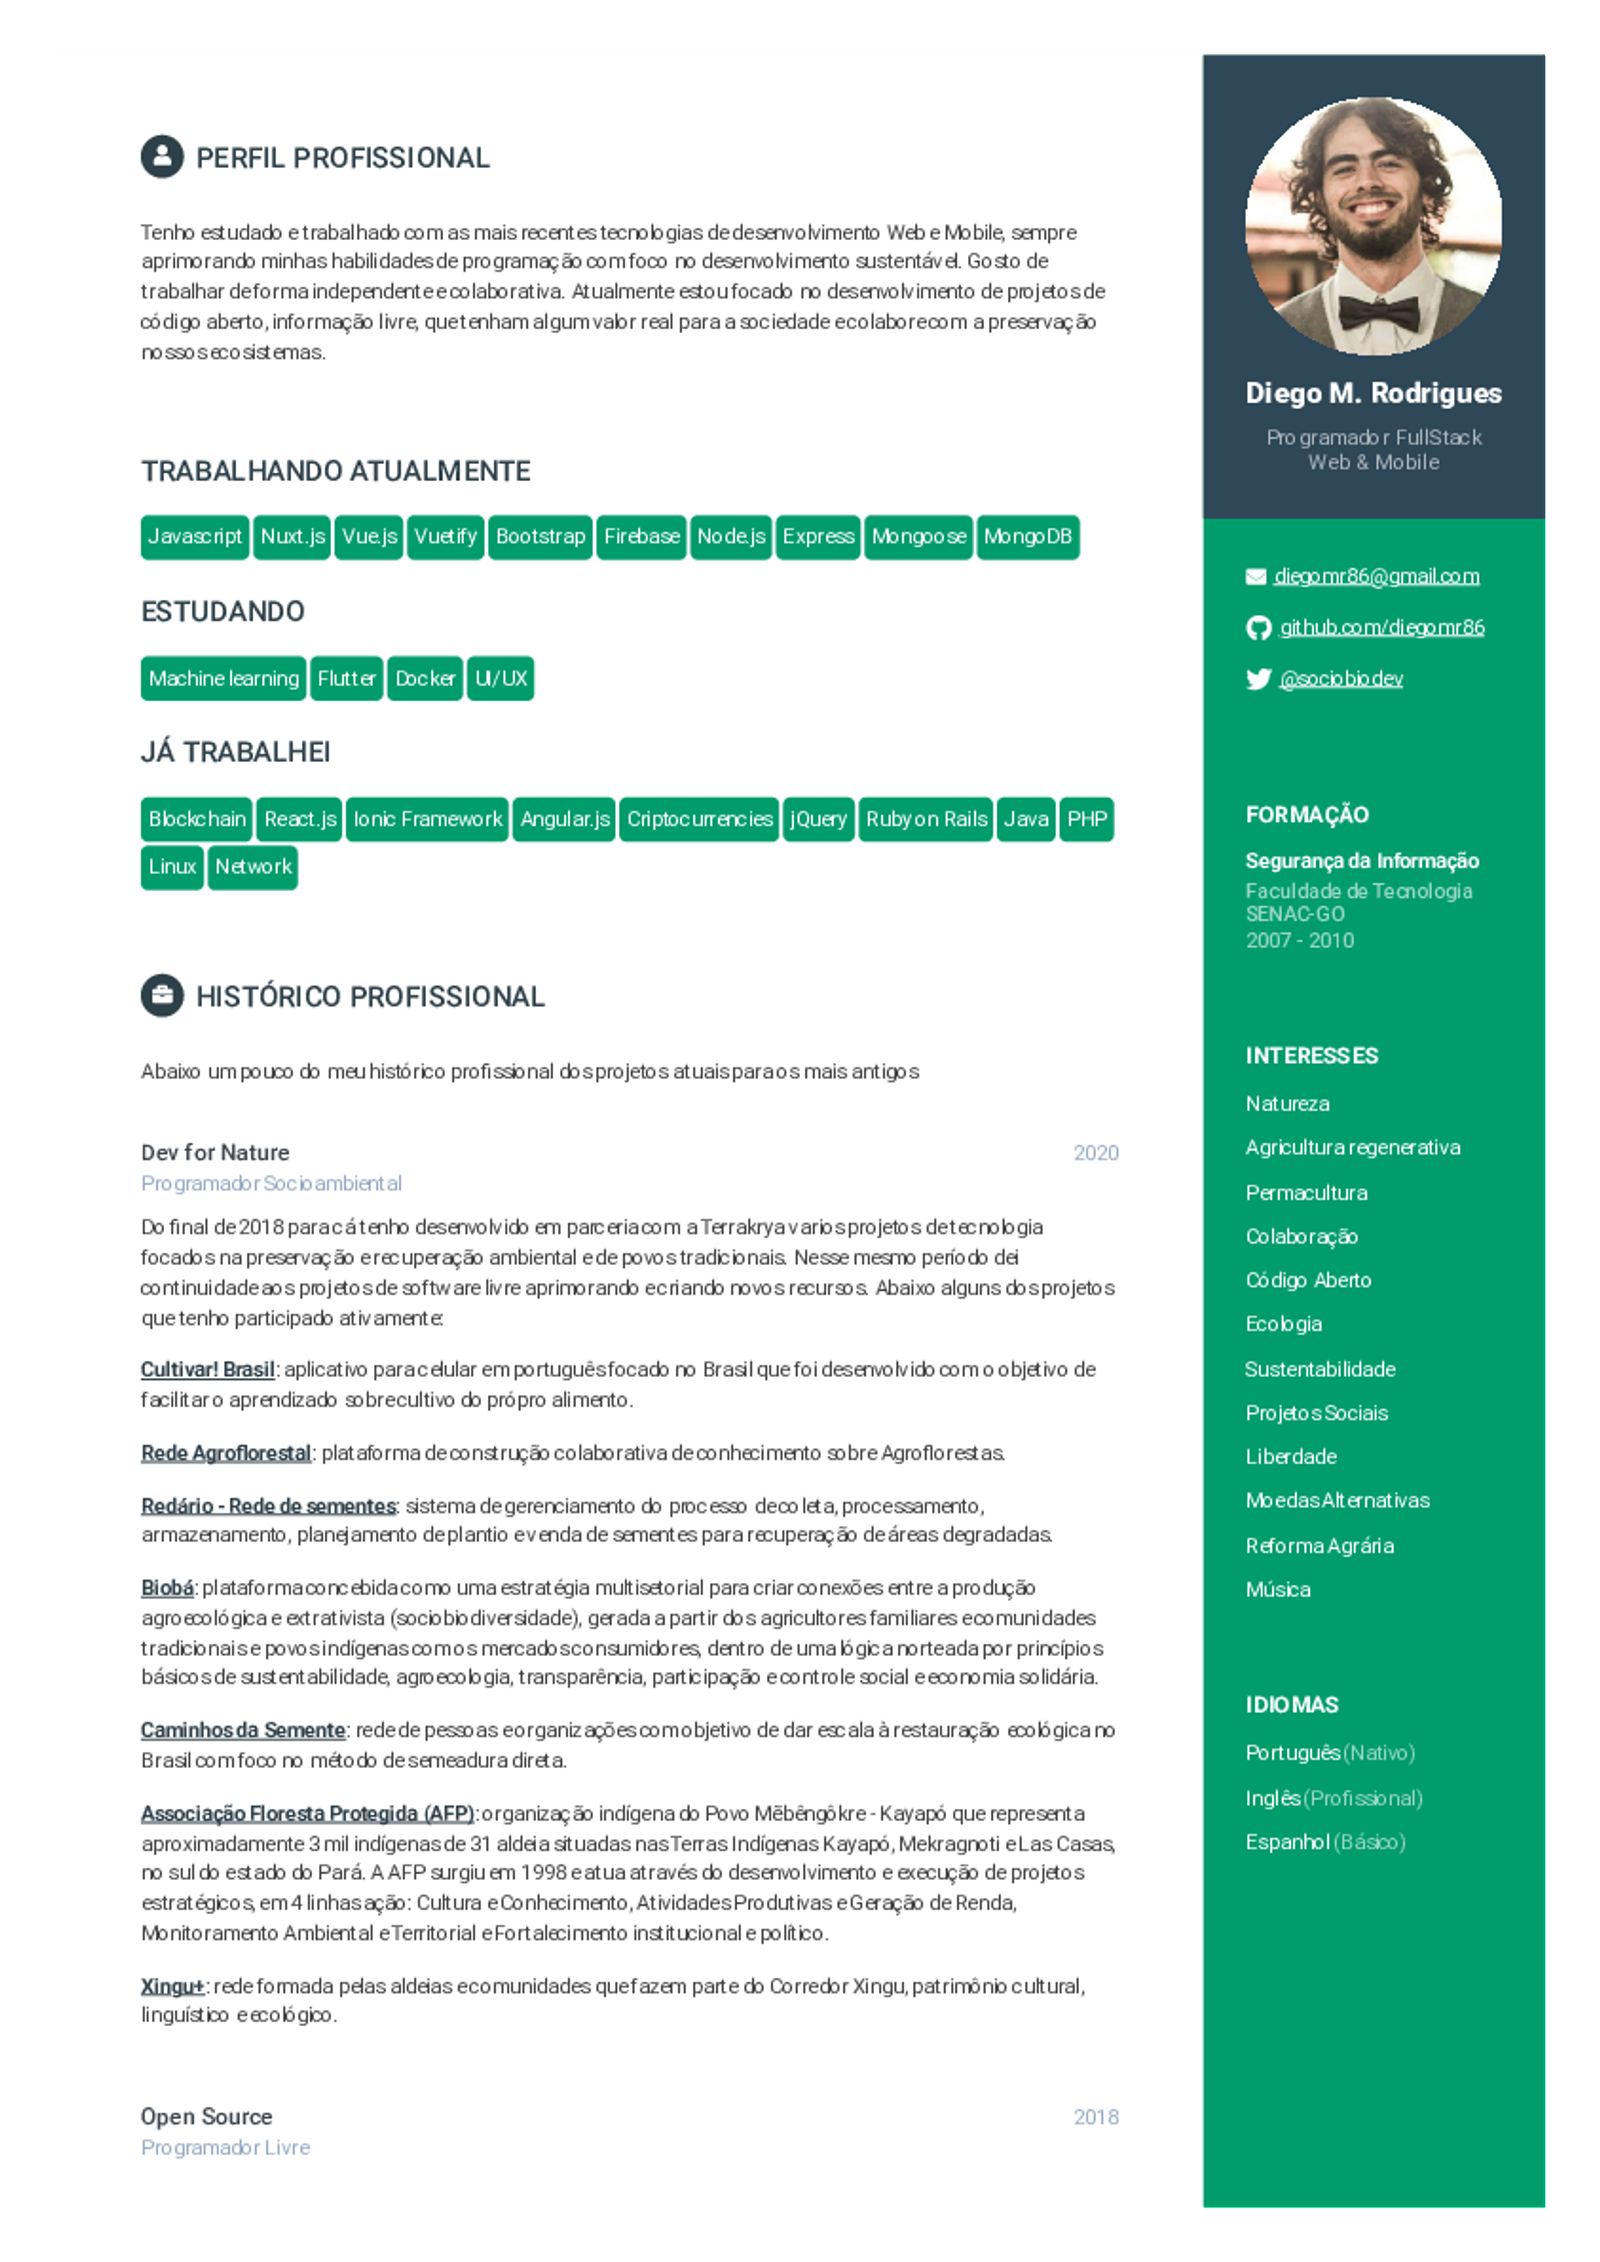 PERFIL PROFISSIONAL
Tenho estudado e trabalhado com as mais recentes tecnologias de desenvolvimento Web e Mobile, sempre
aprimorando minhas habilidades de programação com foco no desenvolvimento sustentável. Gosto de
trabalhar de forma independente e colaborativa. Atualmente estou focado no desenvolvimento de projetos de
código aberto, informação livre, que tenham algum valor real para a sociedade e colabore com a preservação
nossos ecosistemas.
TRABALHANDO ATUALMENTE
Javascript Nuxt.js Vue.js Vuetify Bootstrap Firebase Node.js Express Mongoose MongoDB
ESTUDANDO
Machine learning Flutter Docker UI/UX
JÁ TRABALHEI
Blockchain React.js Ionic Framework Angular.js Criptocurrencies jQuery Ruby on Rails Java PHP
Linux Network
HISTÓRICO PROFISSIONAL
Abaixo um pouco do meu histórico profissional dos projetos atuais para os mais antigos
Dev for Nature 2020
Programador Socioambiental
Do final de 2018 para cá tenho desenvolvido em parceria com a Terrakrya varios projetos de tecnologia
focados na preservação e recuperação ambiental e de povos tradicionais. Nesse mesmo período dei
continuidade aos projetos de software livre aprimorando e criando novos recursos. Abaixo alguns dos projetos
que tenho participado ativamente:
Cultivar! Brasil: aplicativo para celular em português focado no Brasil que foi desenvolvido com o objetivo de
facilitar o aprendizado sobre cultivo do própro alimento.
Rede Agroflorestal: plataforma de construção colaborativa de conhecimento sobre Agroflorestas.
Redário - Rede de sementes: sistema de gerenciamento do processo de coleta, processamento,
armazenamento, planejamento de plantio e venda de sementes para recuperação de áreas degradadas.
Biobá: plataforma concebida como uma estratégia multisetorial para criar conexões entre a produção
agroecológica e extrativista (sociobiodiversidade), gerada a partir dos agricultores familiares e comunidades
tradicionais e povos indígenas com os mercados consumidores, dentro de uma lógica norteada por princípios
básicos de sustentabilidade, agroecologia, transparência, participação e controle social e economia solidária.
Caminhos da Semente: rede de pessoas e organizações com objetivo de dar escala à restauração ecológica no
Brasil com foco no método de semeadura direta.
Associação Floresta Protegida (AFP): organização indígena do Povo Mẽbêngôkre - Kayapó que representa
aproximadamente 3 mil indígenas de 31 aldeia situadas nas Terras Indígenas Kayapó, Mekragnoti e Las Casas,
no sul do estado do Pará. A AFP surgiu em 1998 e atua através do desenvolvimento e execução de projetos
estratégicos, em 4 linhas ação: Cultura e Conhecimento, Atividades Produtivas e Geração de Renda,
Monitoramento Ambiental e Territorial e Fortalecimento institucional e político.
Xingu+: rede formada pelas aldeias e comunidades que fazem parte do Corredor Xingu, patrimônio cultural,
linguístico e ecológico.
Open Source 2018
Programador Livre
Diego M. Rodrigues
Programador FullStack
Web & Mobile
diegomr86@gmail.com
github.com/diegomr86
@sociobiodev
FORMAÇÃO
Segurança da Informação
Faculdade de Tecnologia
SENAC-GO
2007 - 2010
INTERESSES
Natureza
Agricultura regenerativa
Permacultura
Colaboração
Código Aberto
Ecologia
Sustentabilidade
Projetos Sociais
Liberdade
Moedas Alternativas
Reforma Agrária
Música
IDIOMAS
Português (Nativo)
Inglês (Profissional)
Espanhol (Básico)